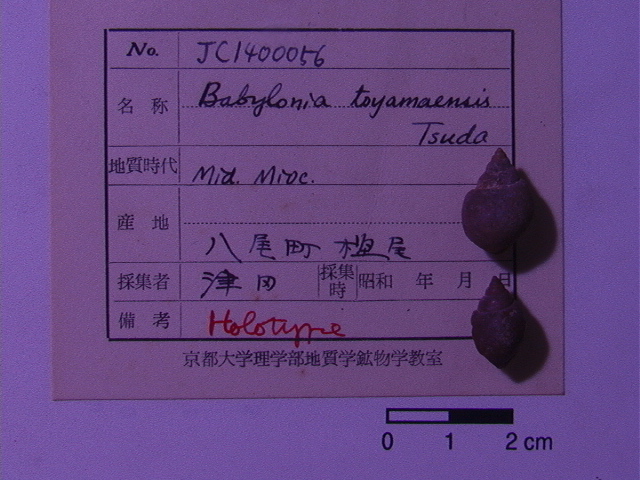 No. JC1400056
名称 Babylonia toyamaensis
Tsuda
地質時代 Mid. Mioc.
産地
八尾町 楡尾
採集者 津田 採集時 昭和 年 月 日
備考 Holotype
京都大学理学部地質学鉱物学教室
0 1 2 cm